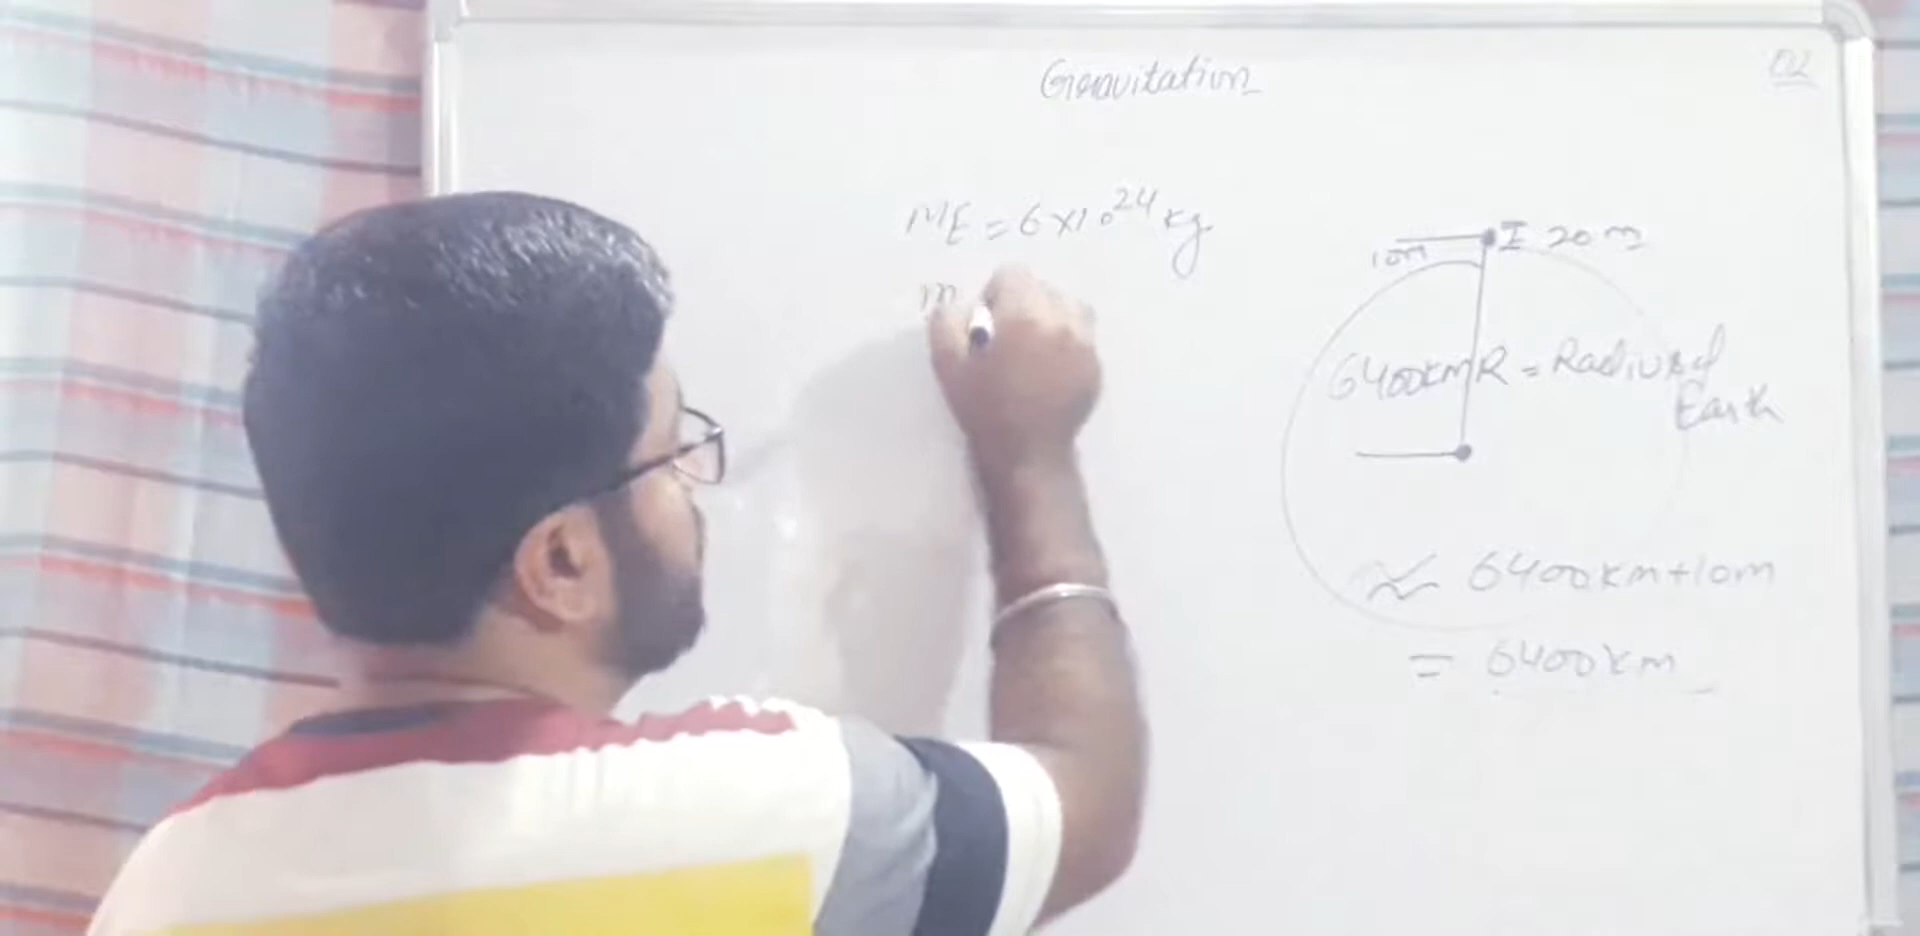 Gravitation
02
ME = 6 × 10²⁴ kg
m
10m
I 20m
6400km R = Radius of
Earth
≈ 6400km + 10m
= 6400km